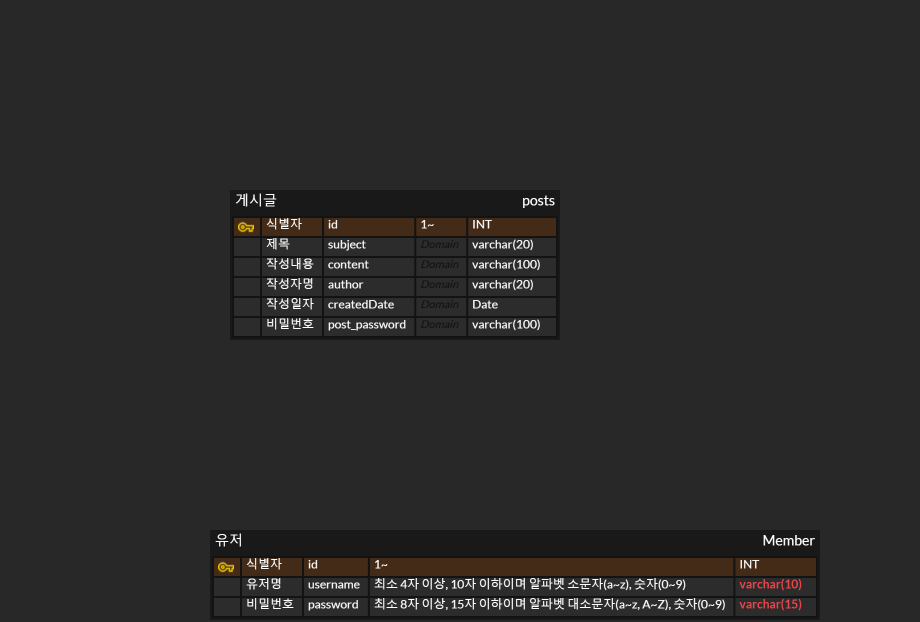 게시글 posts
식별자 id 1~ INT
제목 subject Domain varchar(20)
작성내용 content Domain varchar(100)
작성자명 author Domain varchar(20)
작성일자 createdDate Domain Date
비밀번호 post_password Domain varchar(100)
유저 Member
식별자 id 1~ INT
유저명 username 최소 4자 이상, 10자 이하이며 알파벳 소문자(a~z), 숫자(0~9) varchar(10)
비밀번호 password 최소 8자 이상, 15자 이하이며 알파벳 대소문자(a~z, A~Z), 숫자(0~9) varchar(15)